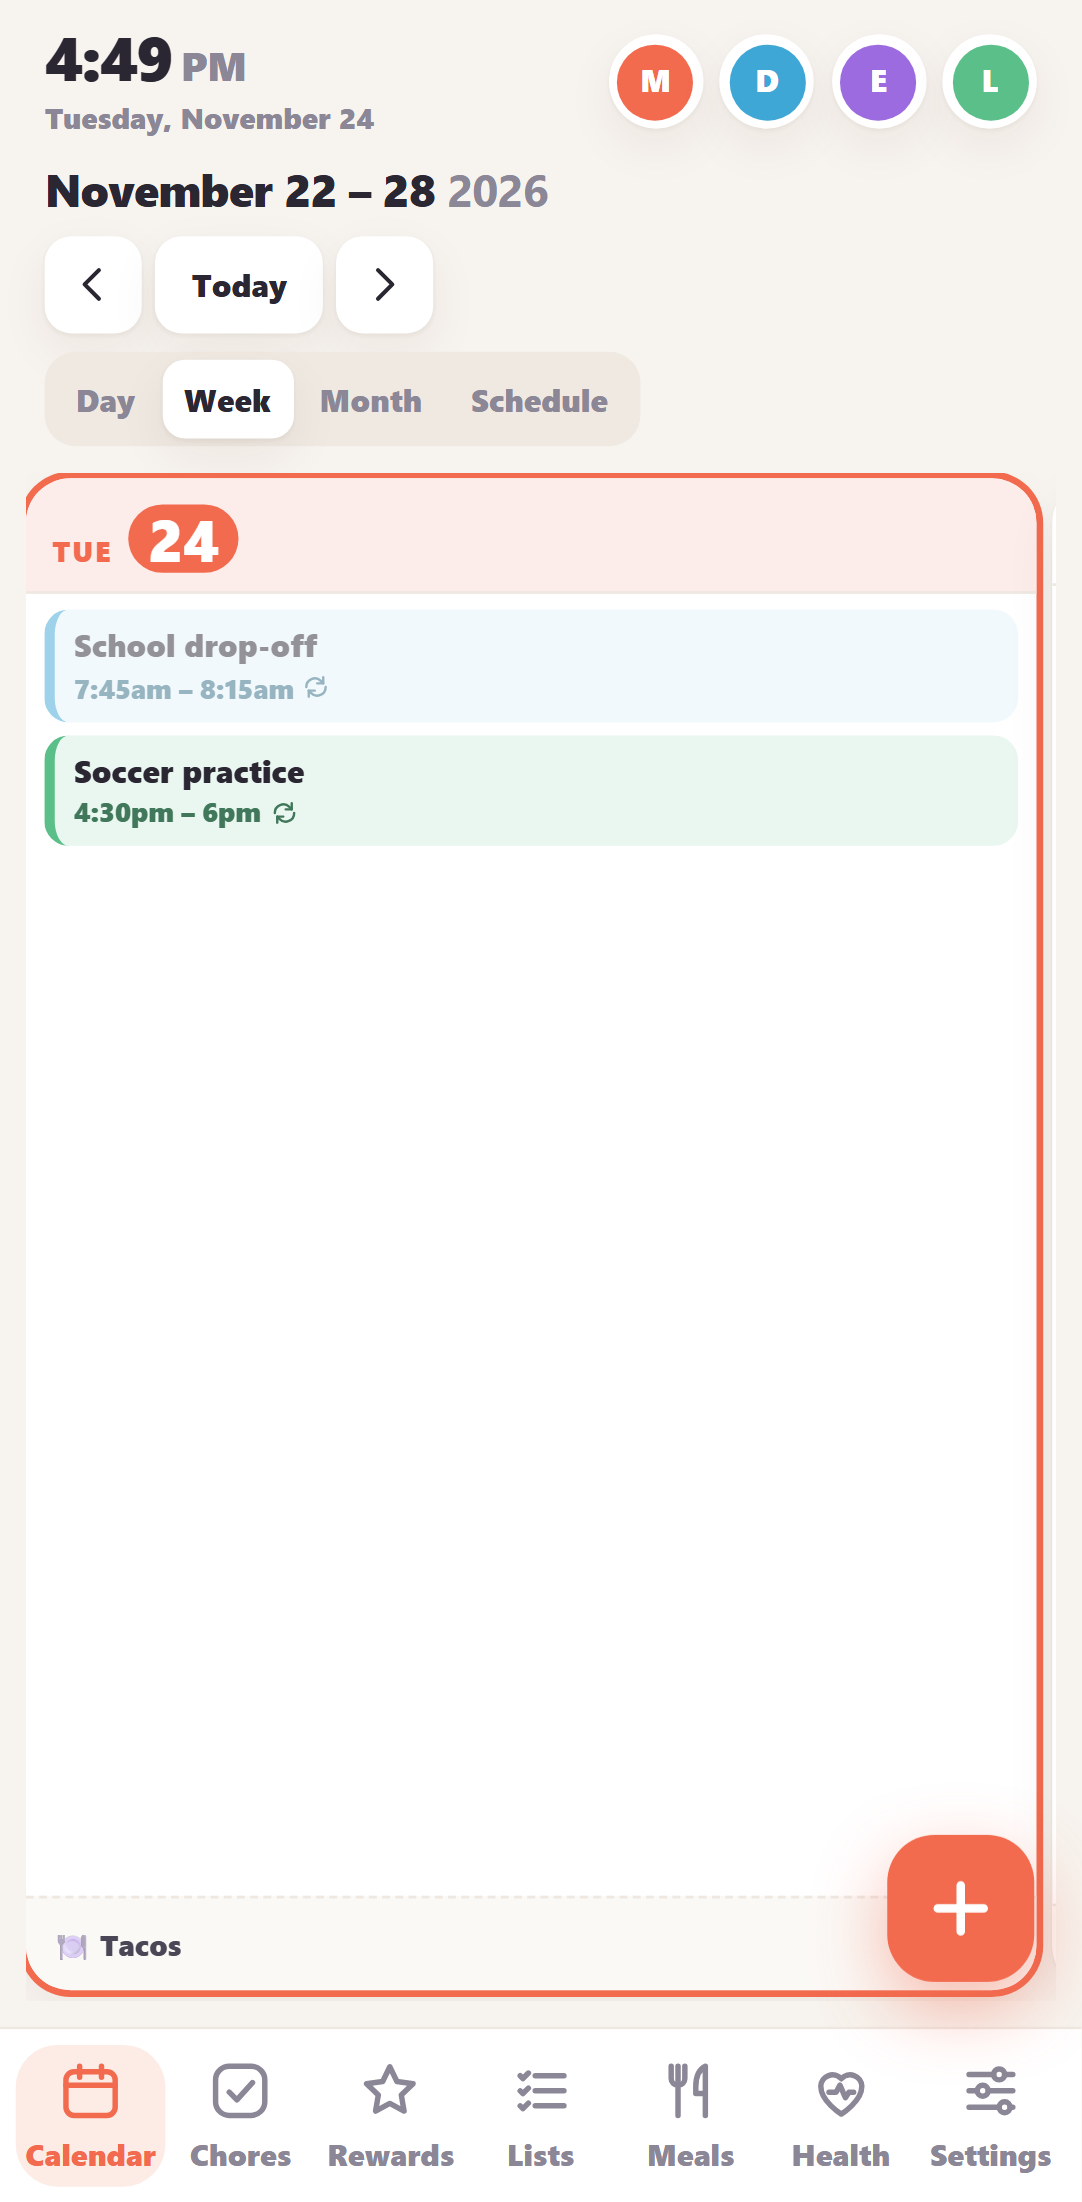 4:49 PM
Tuesday, November 24
M D E L
November 22 – 28 2026
Today
Day Week Month Schedule
TUE 24
School drop-off
7:45am – 8:15am
Soccer practice
4:30pm – 6pm
Tacos
Calendar Chores Rewards Lists Meals Health Settings